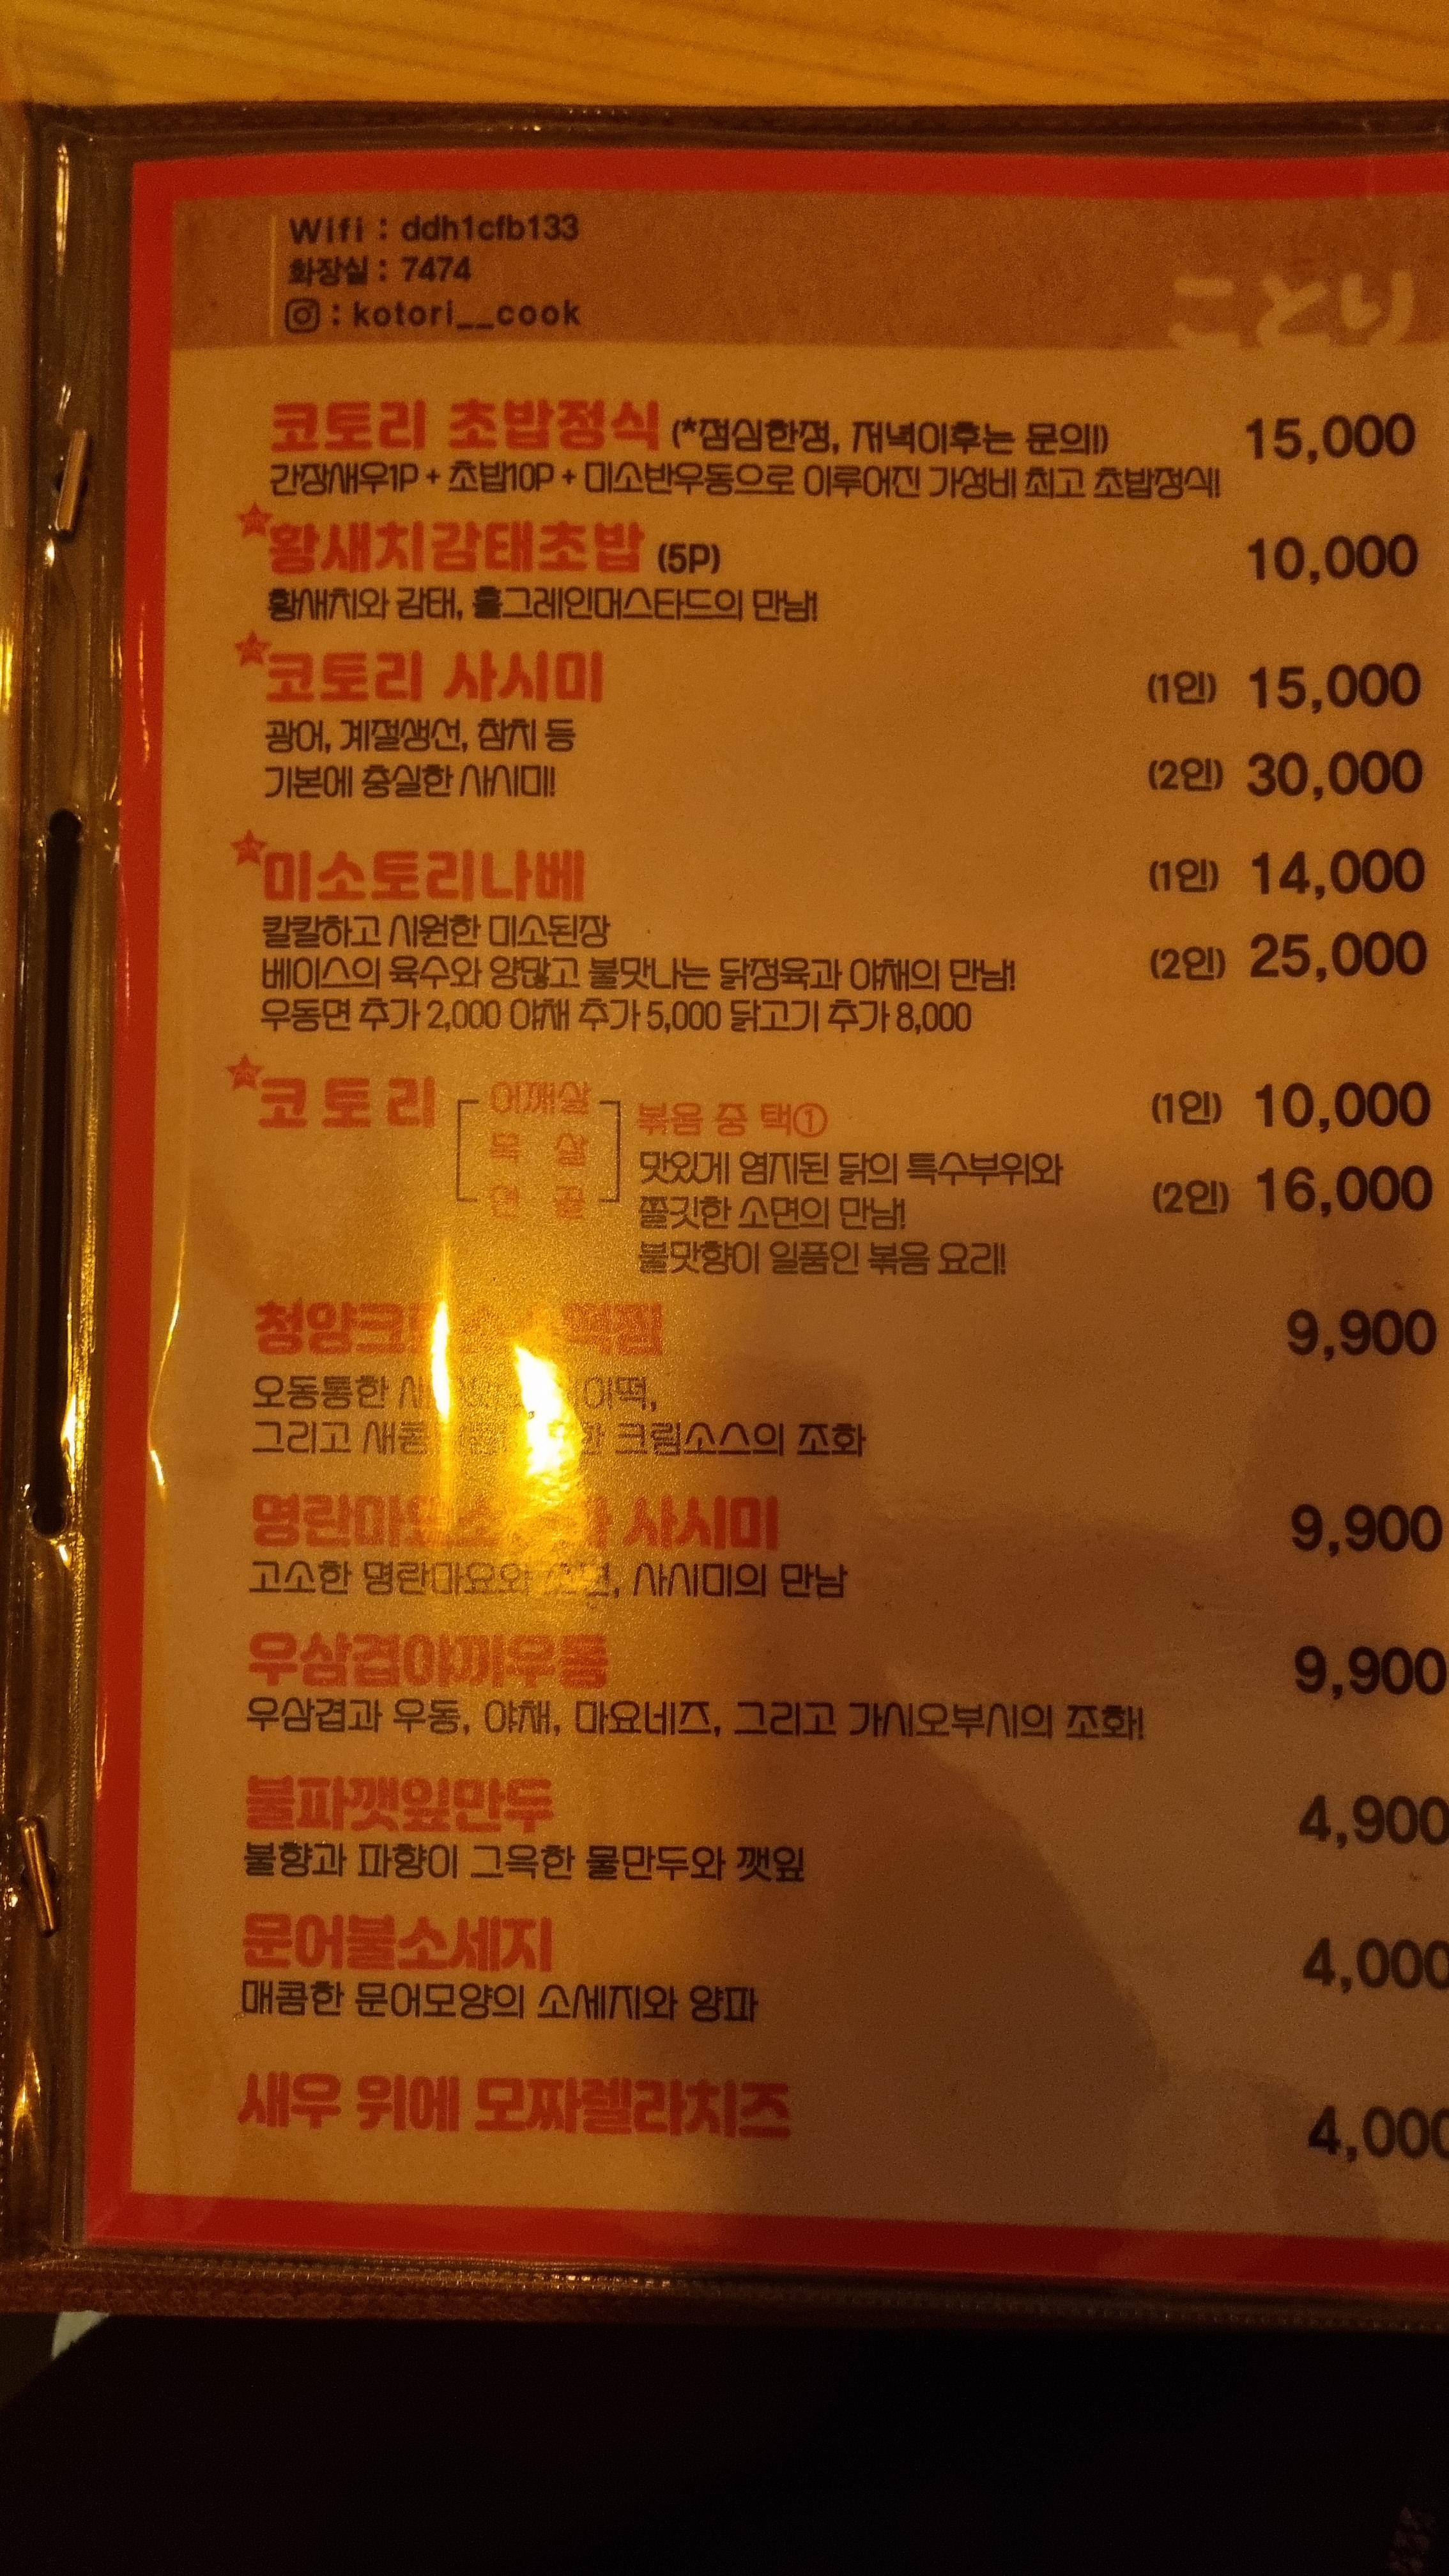 Wifi : ddh1cfb133
화장실 : 7474
: kotori__cook
ことり
코토리 초밥정식 (*점심한정, 저녁이후는 문의!) 15,000
간장새우1P + 초밥10P + 미소반우동으로 이루어진 가성비 최고 초밥정식!
황새치감태초밥 (5P) 10,000
황새치와 감태, 홀그레인머스타드의 만남!
코토리 사시미 (1인) 15,000
광어, 계절생선, 참치 등
기본에 충실한 사시미! (2인) 30,000
미소토리나베 (1인) 14,000
칼칼하고 시원한 미소된장
베이스의 육수와 양많고 불맛나는 닭정육과 야채의 만남! (2인) 25,000
우동면 추가 2,000 야채 추가 5,000 닭고기 추가 8,000
코토리 어깨살 볶음 중 택① (1인) 10,000
목 살 맛있게 염지된 닭의 특수부위와
연 골 쫄깃한 소면의 만남! (2인) 16,000
불맛향이 일품인 볶음 요리!
9,900
오동통한
그리고 크림소스의 조화
사시미 9,900
고소한 명란마요와 사시미의 만남
우삼겹야끼우동 9,900
우삼겹과 우동, 야채, 마요네즈, 그리고 가시오부시의 조화!
불파깻잎만두 4,900
불향과 파향이 그윽한 물만두와 깻잎
문어불소세지 4,000
매콤한 문어모양의 소세지와 양파
새우 위에 모짜렐라치즈 4,000